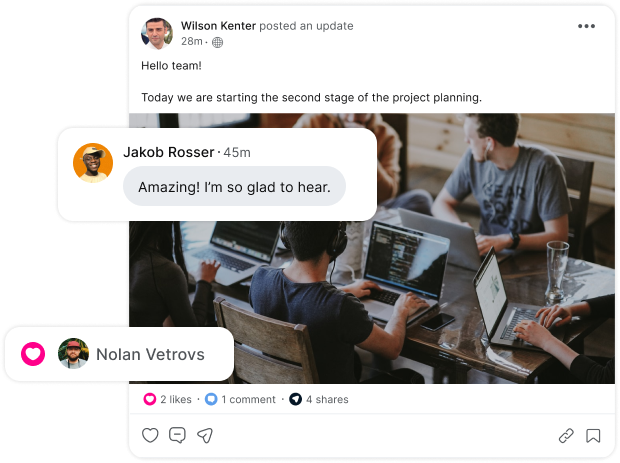 Wilson Kenter posted an update
28m ·
Hello team!
Today we are starting the second stage of the project planning.
Jakob Rosser · 45m
Amazing! I'm so glad to hear.
Nolan Vetrovs
2 likes · 1 comment · 4 shares